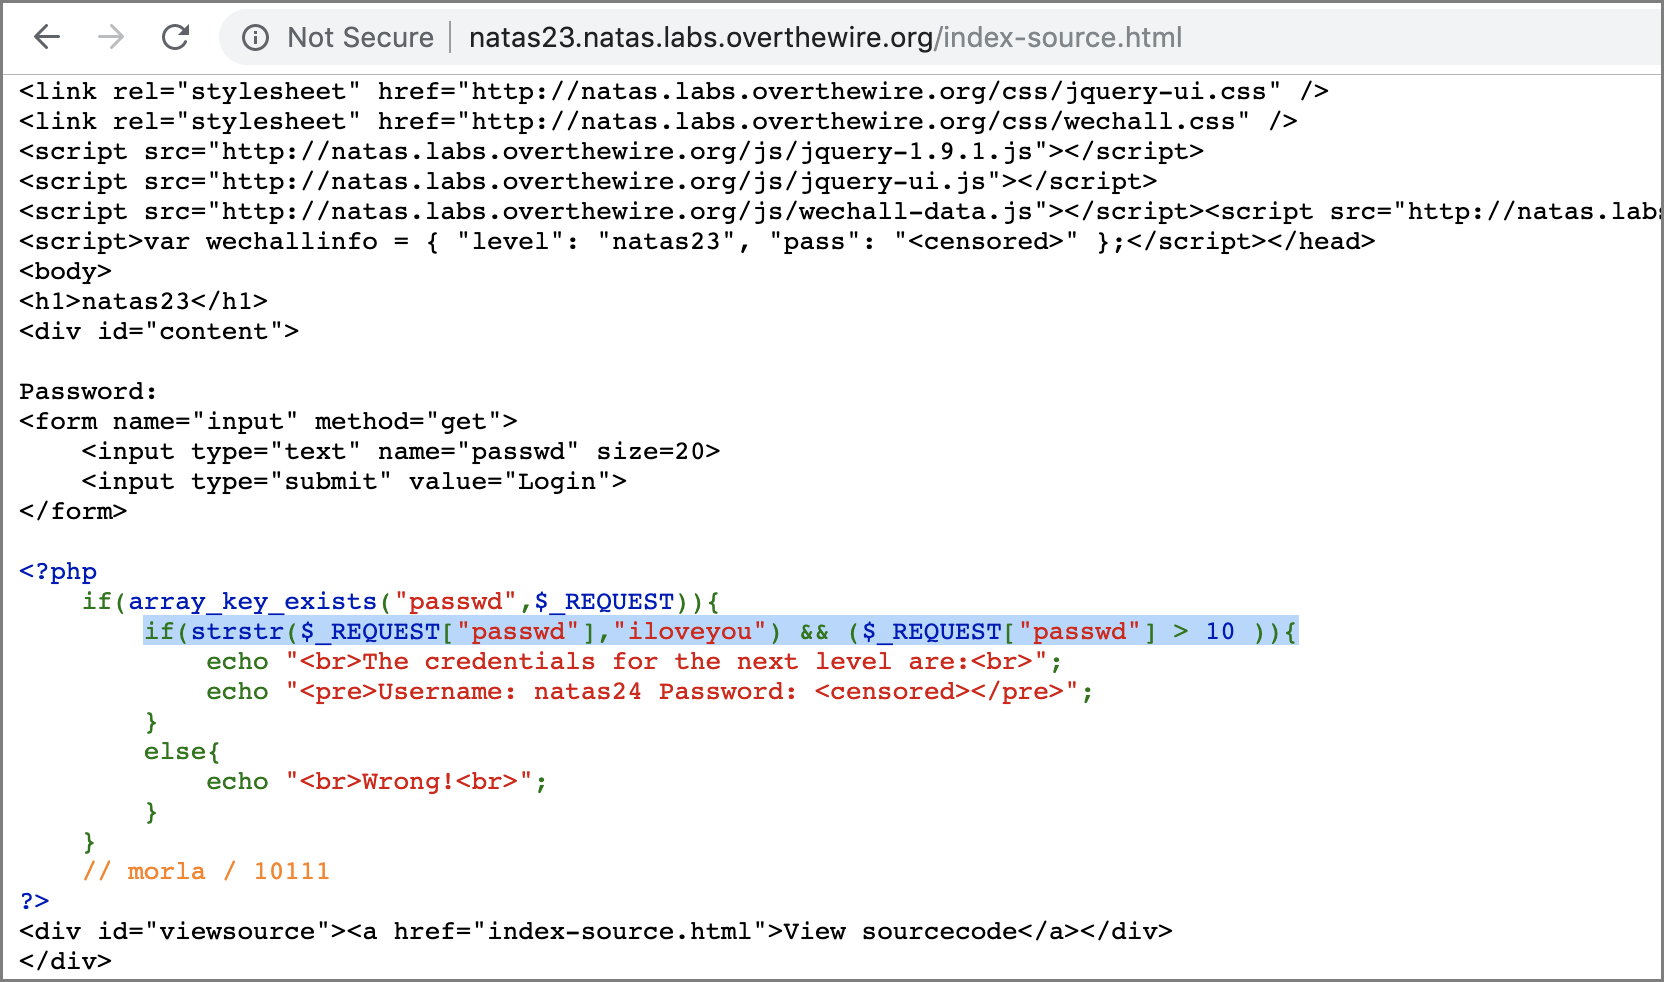 Not Secure | natas23.natas.labs.overthewire.org/index-source.html
<link rel="stylesheet" href="http://natas.labs.overthewire.org/css/jquery-ui.css" />
<link rel="stylesheet" href="http://natas.labs.overthewire.org/css/wechall.css" />
<script src="http://natas.labs.overthewire.org/js/jquery-1.9.1.js"></script>
<script src="http://natas.labs.overthewire.org/js/jquery-ui.js"></script>
<script src="http://natas.labs.overthewire.org/js/wechall-data.js"></script><script src="http://natas.labs
<script>var wechallinfo = { "level": "natas23", "pass": "<censored>" };</script></head>
<body>
<h1>natas23</h1>
<div id="content">
Password:
<form name="input" method="get">
    <input type="text" name="passwd" size=20>
    <input type="submit" value="Login">
</form>
<?php
    if(array_key_exists("passwd",$_REQUEST)){
        if(strstr($_REQUEST["passwd"],"iloveyou") && ($_REQUEST["passwd"] > 10 )){
            echo "<br>The credentials for the next level are:<br>";
            echo "<pre>Username: natas24 Password: <censored></pre>";
        }
        else{
            echo "<br>Wrong!<br>";
        }
    }
    // morla / 10111
?>
<div id="viewsource"><a href="index-source.html">View sourcecode</a></div>
</div>